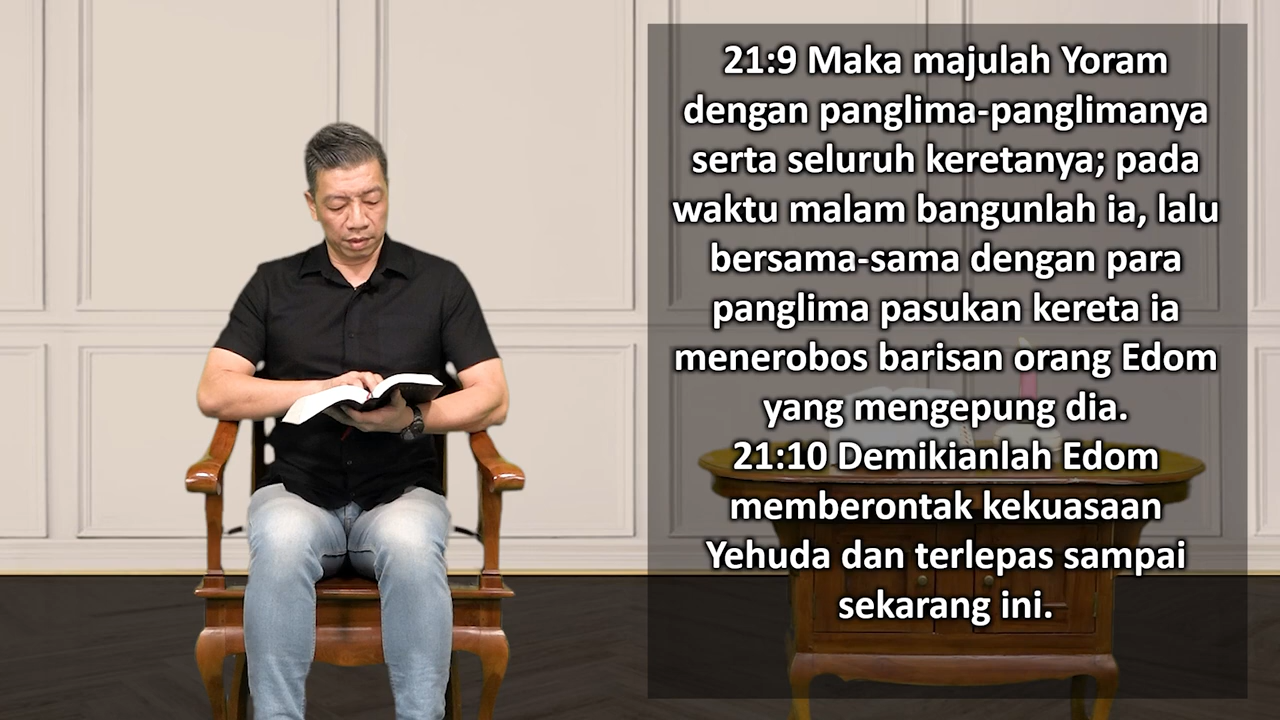 21:9 Maka majulah Yoram
dengan panglima-panglimanya
serta seluruh keretanya; pada
waktu malam bangunlah ia, lalu
bersama-sama dengan para
panglima pasukan kereta ia
menerobos barisan orang Edom
yang mengepung dia.
21:10 Demikianlah Edom
memberontak kekuasaan
Yehuda dan terlepas sampai
sekarang ini.